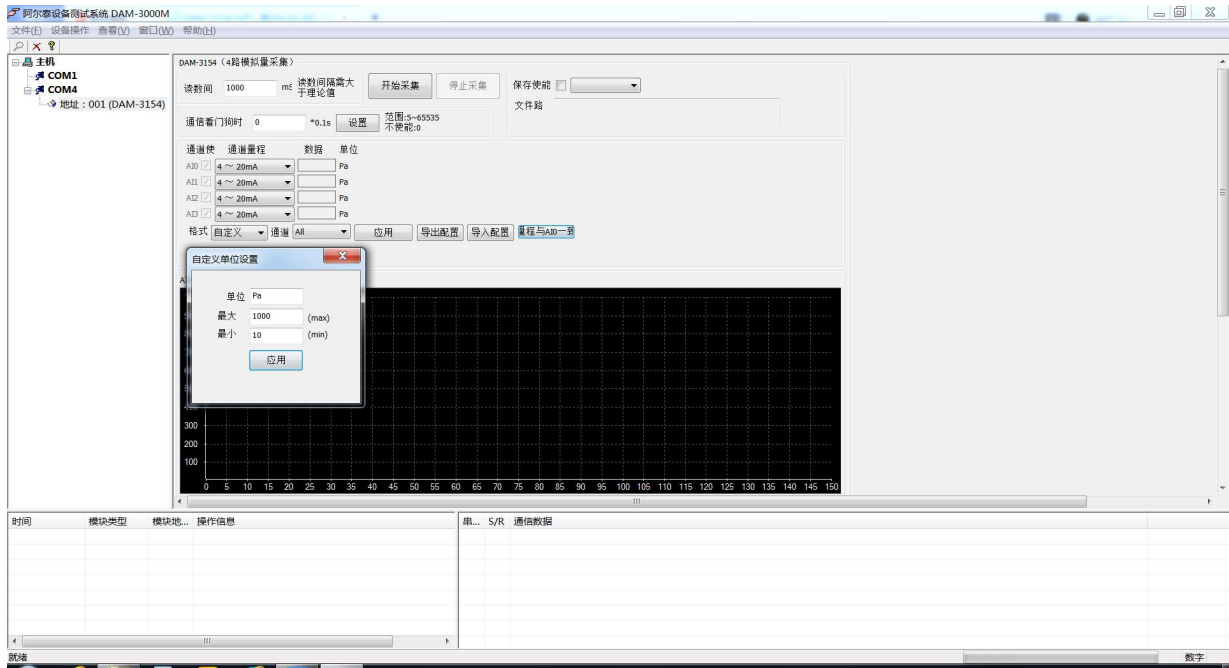 阿尔泰设备测试系统 DAM-3000M
文件(F) 设备操作 查看(V) 窗口(W) 帮助(H)
主机
COM1
COM4
地址：001 (DAM-3154)
DAM-3154（4路模拟量采集）
读数间 1000 ms 读数间隔需大于理论值 开始采集 停止采集 保存使能
文件路
通信看门狗时 0 *0.1s 设置 范围:5~65535 不使能:0
通道使 通道量程 数据 单位
AI0 4 ～ 20mA Pa
AI1 4 ～ 20mA Pa
AI2 4 ～ 20mA Pa
AI3 4 ～ 20mA Pa
格式 自定义 通道 All 应用 导出配置 导入配置 量程与AI0一致
自定义单位设置
单位 Pa
最大 1000 (max)
最小 10 (min)
应用
300
200
100
0 5 10 15 20 25 30 35 40 45 50 55 60 65 70 75 80 85 90 95 100 105 110 115 120 125 130 135 140 145 150
时间 模块类型 模块地... 操作信息 串... S/R 通信数据
就绪 数字